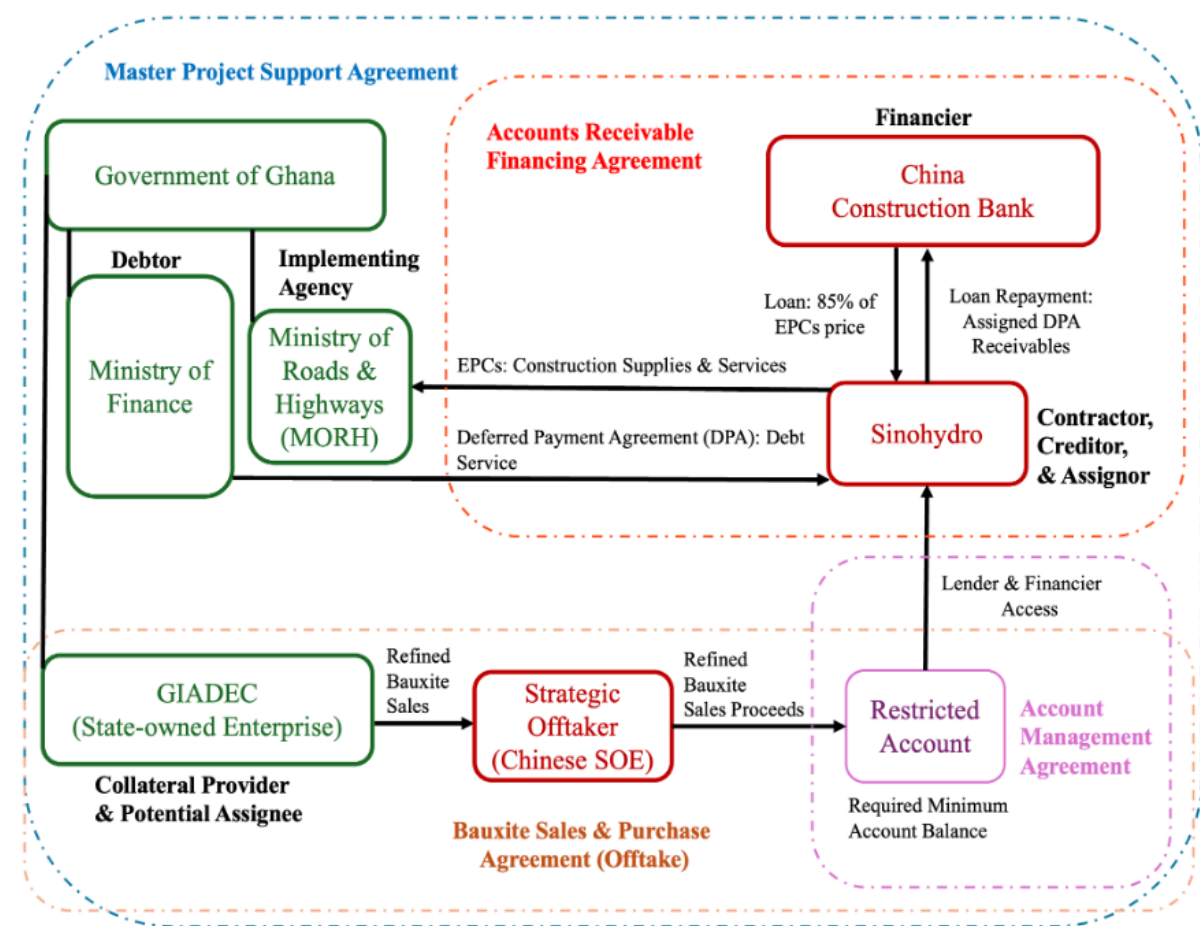 Master Project Support Agreement
Accounts Receivable
Financing Agreement
Financier
China
Construction Bank
Government of Ghana
Debtor
Implementing
Agency
Ministry of
Finance
Ministry of
Roads &
Highways
(MORH)
Loan: 85% of
EPCs price
Loan Repayment:
Assigned DPA
Receivables
EPCs: Construction Supplies & Services
Deferred Payment Agreement (DPA): Debt
Service
Sinohydro
Contractor,
Creditor,
& Assignor
Lender & Financier
Access
GIADEC
(State-owned Enterprise)
Collateral Provider
& Potential Assignee
Refined
Bauxite
Sales
Strategic
Offtaker
(Chinese SOE)
Refined
Bauxite
Sales Proceeds
Restricted
Account
Account
Management
Agreement
Required Minimum
Account Balance
Bauxite Sales & Purchase
Agreement (Offtake)